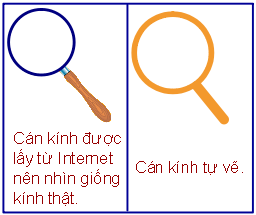 Cán kính được
lấy từ Internet
nên nhìn giống
kính thật.
Cán kính tự vẽ.